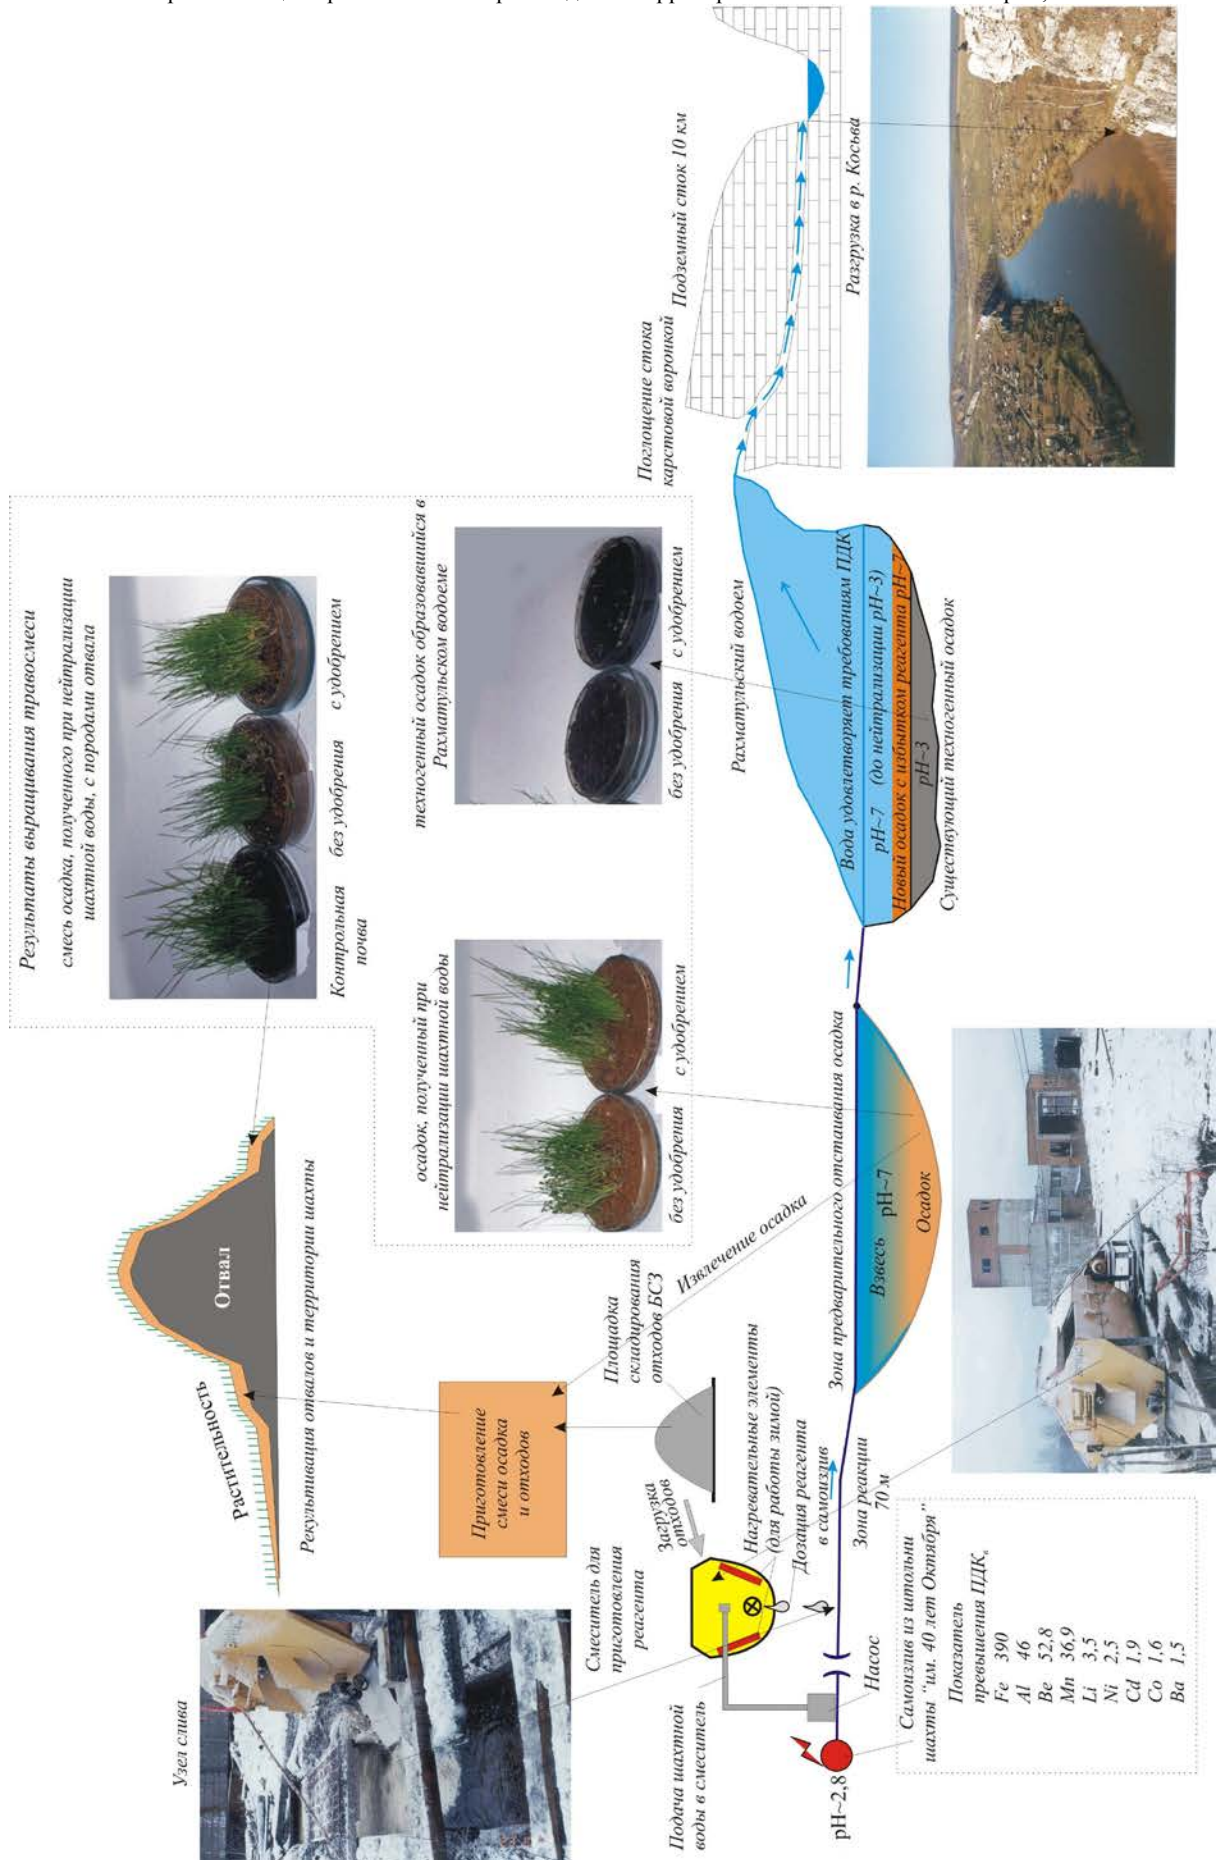 Узел слива
Смеситель для
приготовления
реагента
Подача шахтной
воды в смеситель
Насос
pH~2,8
Самоизлив из штольни
шахты "им. 40 лет Октября"
Показатель
превышения ПДКв
Fe 390
Al 46
Be 52,8
Mn 36,9
Li 3,5
Ni 2,5
Cd 1,9
Co 1,6
Ba 1,5
Загрузка
отходов
Нагревательные элементы
(для работы зимой)
Дозация реагента
в самоизлив
Зона реакции
70 м
Площадка
складирования
отходов БСЗ
Приготовление
смеси осадка
и отходов
Извлечение осадка
Растительность
Отвал
Рекультивация отвалов и территории шахты
Зона предварительного отстаивания осадка
Взвесь pH~7
Осадок
Результаты выращивания травосмеси
смесь осадка, полученного при нейтрализации
шахтной воды, с породами отвала
Контрольная
почва
без удобрения
с удобрением
осадок, полученный при
нейтрализации шахтной воды
без удобрения
с удобрением
техногенный осадок образовавшийся в
Рахматульском водоеме
без удобрения
с удобрением
Рахматульский водоем
Вода удовлетворяет требованиям ПДК
pH~7 (до нейтрализации pH~3)
Новый осадок с избытком реагента pH~7
pH~3
Существующий техногенный осадок
Поглощение стока
карстовой воронкой
Подземный сток 10 км
Разгрузка в р. Косьва